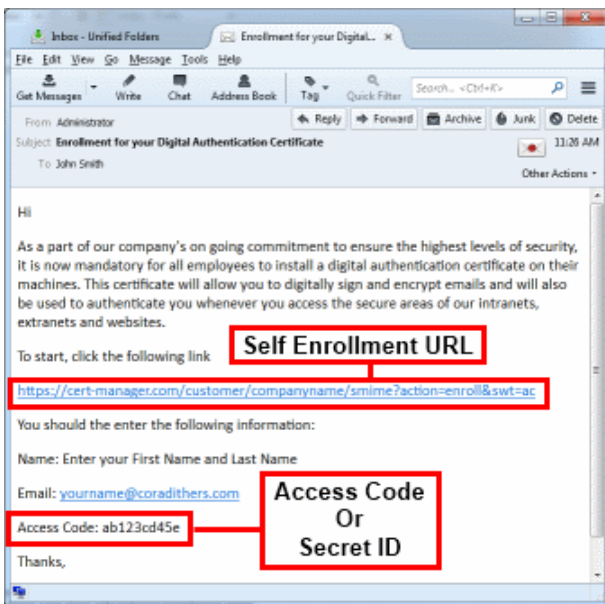 Inbox - Unified Folders
Enrollment for your Digital... ×
File Edit View Go Message Tools Help
Get Messages Write Chat Address Book Tag Quick Filter Search... <Ctrl+K>
From Administrator Reply Forward Archive Junk Delete
Subject Enrollment for your Digital Authentication Certificate 11:26 AM
To John Smith
Other Actions
Hi
As a part of our company's on going commitment to ensure the highest levels of security,
it is now mandatory for all employees to install a digital authentication certificate on their
machines. This certificate will allow you to digitally sign and encrypt emails and will also
be used to authenticate you whenever you access the secure areas of our intranets,
extranets and websites.
To start, click the following link
Self Enrollment URL
https://cert-manager.com/customer/companyname/smime?action=enroll&swt=ac
You should the enter the following information:
Name: Enter your First Name and Last Name
Email: yourname@coradithers.com
Access Code: ab123cd45e
Access Code
Or
Secret ID
Thanks,